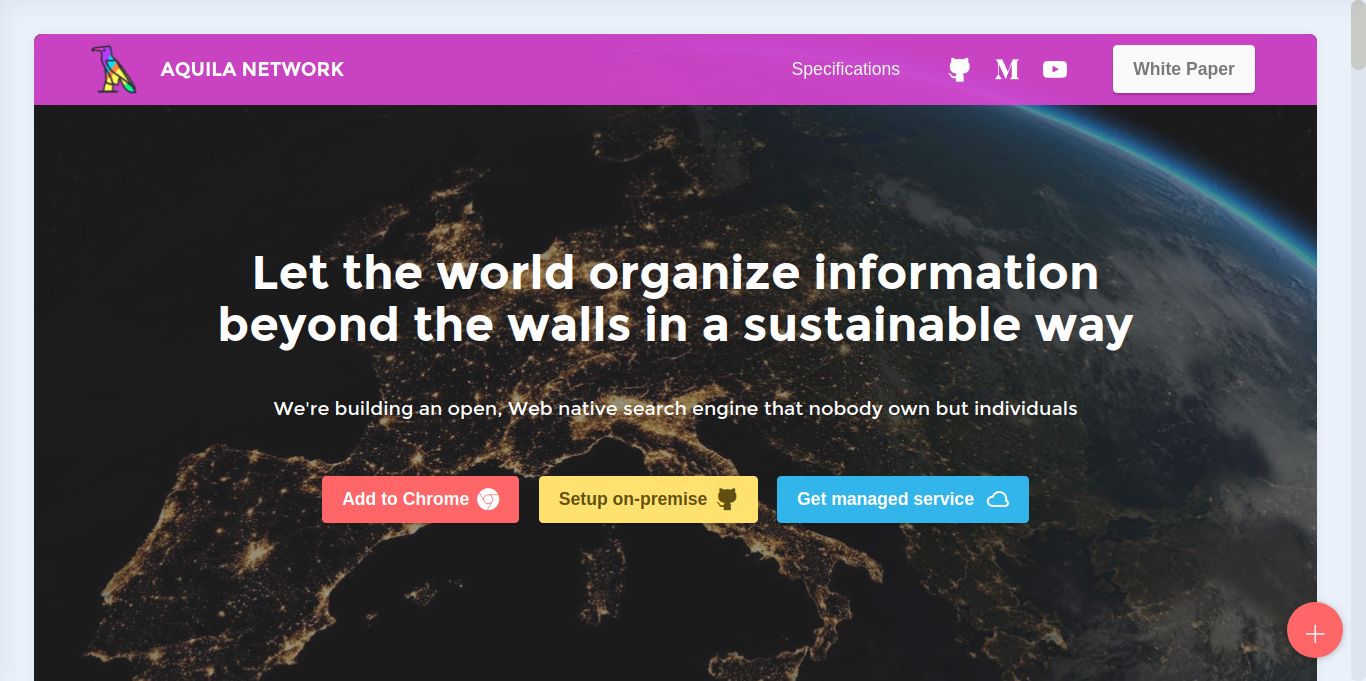 AQUILA NETWORK
Specifications
White Paper
Let the world organize information
beyond the walls in a sustainable way
We're building an open, Web native search engine that nobody own but individuals
Add to Chrome
Setup on-premise
Get managed service